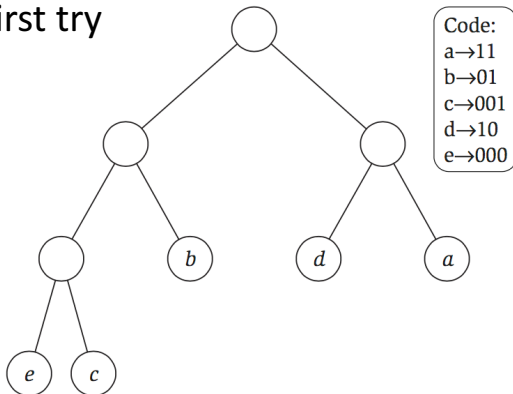 irst try
Code:
a→11
b→01
c→001
d→10
e→000
b
d
a
e
c